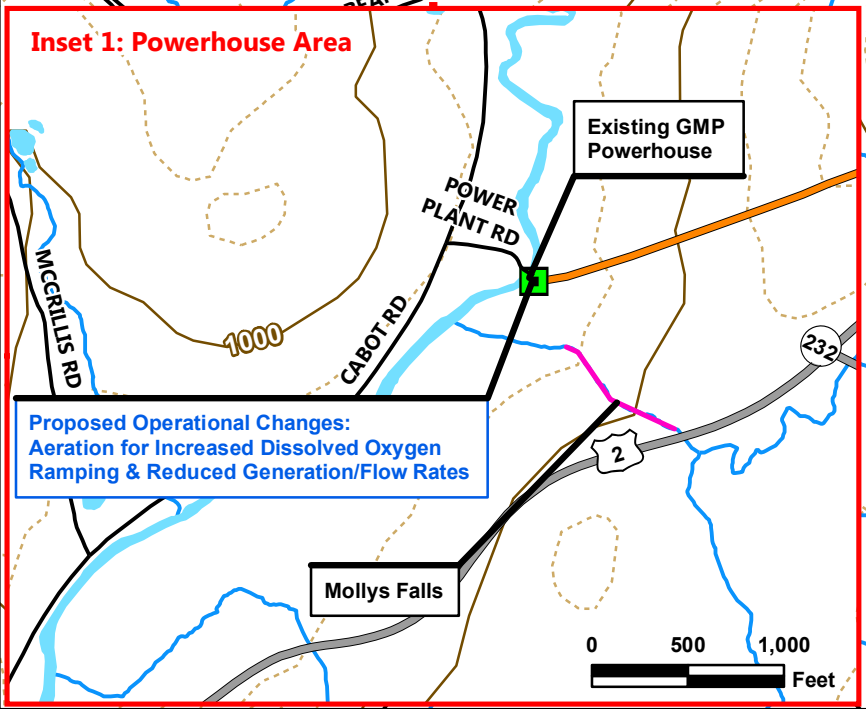 Inset 1: Powerhouse Area
Existing GMP
Powerhouse
POWER
PLANT RD
MCCRILLIS RD
CABOT RD
1000
232
Proposed Operational Changes:
Aeration for Increased Dissolved Oxygen
Ramping & Reduced Generation/Flow Rates
2
Mollys Falls
0 500 1,000
Feet